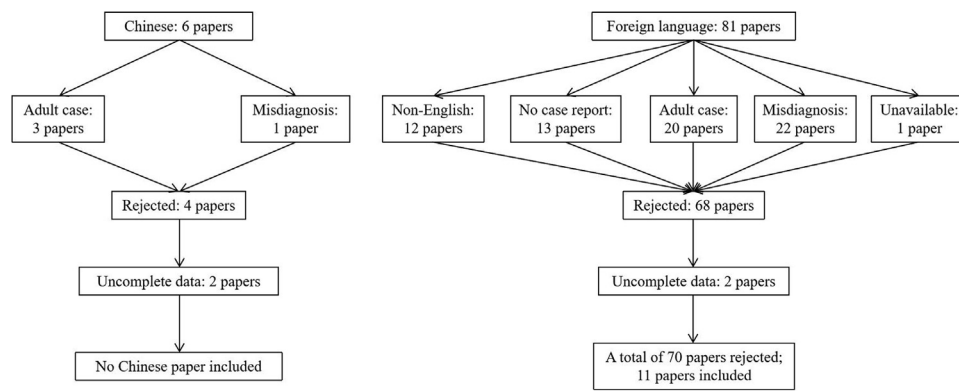 Chinese: 6 papers
Adult case:
3 papers
Misdiagnosis:
1 paper
Rejected: 4 papers
Uncomplete data: 2 papers
No Chinese paper included
Foreign language: 81 papers
Non-English:
12 papers
No case report:
13 papers
Adult case:
20 papers
Misdiagnosis:
22 papers
Unavailable:
1 paper
Rejected: 68 papers
Uncomplete data: 2 papers
A total of 70 papers rejected;
11 papers included